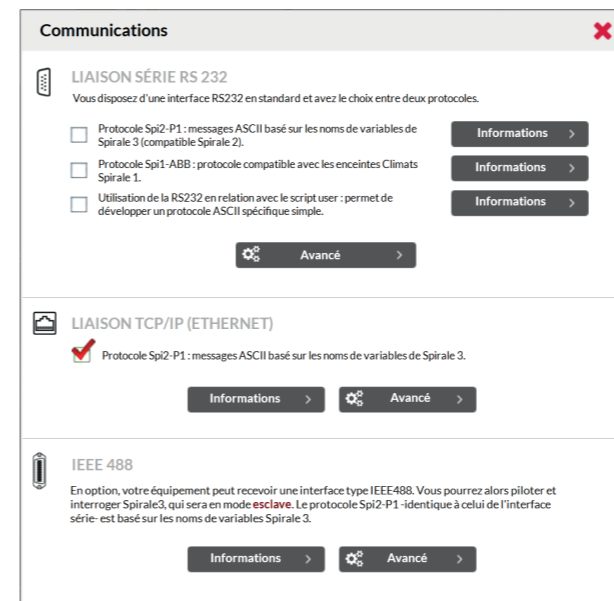 Communications
LIAISON SÉRIE RS 232
Vous disposez d'une interface RS232 en standard et avez le choix entre deux protocoles.
Protocole Spi2-P1 : messages ASCII basé sur les noms de variables de
Spirale 3 (compatible Spirale 2).
Informations >
Protocole Spi1-ABB : protocole compatible avec les enceintes Climats
Spirale 1.
Informations >
Utilisation de la RS232 en relation avec le script user : permet de
développer un protocole ASCII spécifique simple.
Informations >
Avancé >
LIAISON TCP/IP (ETHERNET)
Protocole Spi2-P1 : messages ASCII basé sur les noms de variables de Spirale 3.
Informations > Avancé >
IEEE 488
En option, votre équipement peut recevoir une interface type IEEE488. Vous pourrez alors piloter et
interroger Spirale3, qui sera en mode esclave. Le protocole Spi2-P1 -identique à celui de l'interface
série- est basé sur les noms de variables Spirale 3.
Informations > Avancé >